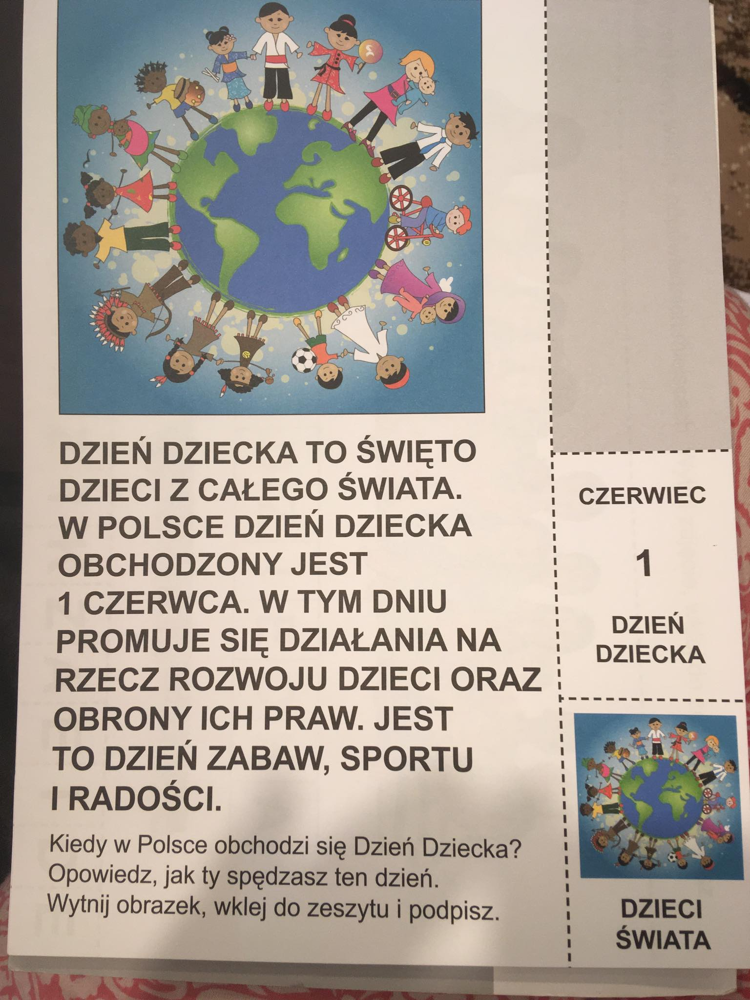 DZIEŃ DZIECKA TO ŚWIĘTO
DZIECI Z CAŁEGO ŚWIATA.
W POLSCE DZIEŃ DZIECKA
OBCHODZONY JEST
1 CZERWCA. W TYM DNIU
PROMUJE SIĘ DZIAŁANIA NA
RZECZ ROZWOJU DZIECI ORAZ
OBRONY ICH PRAW. JEST
TO DZIEŃ ZABAW, SPORTU
I RADOŚCI.
Kiedy w Polsce obchodzi się Dzień Dziecka?
Opowiedz, jak ty spędzasz ten dzień.
Wytnij obrazek, wklej do zeszytu i podpisz.
CZERWIEC
1
DZIEŃ
DZIECKA
DZIECI
ŚWIATA